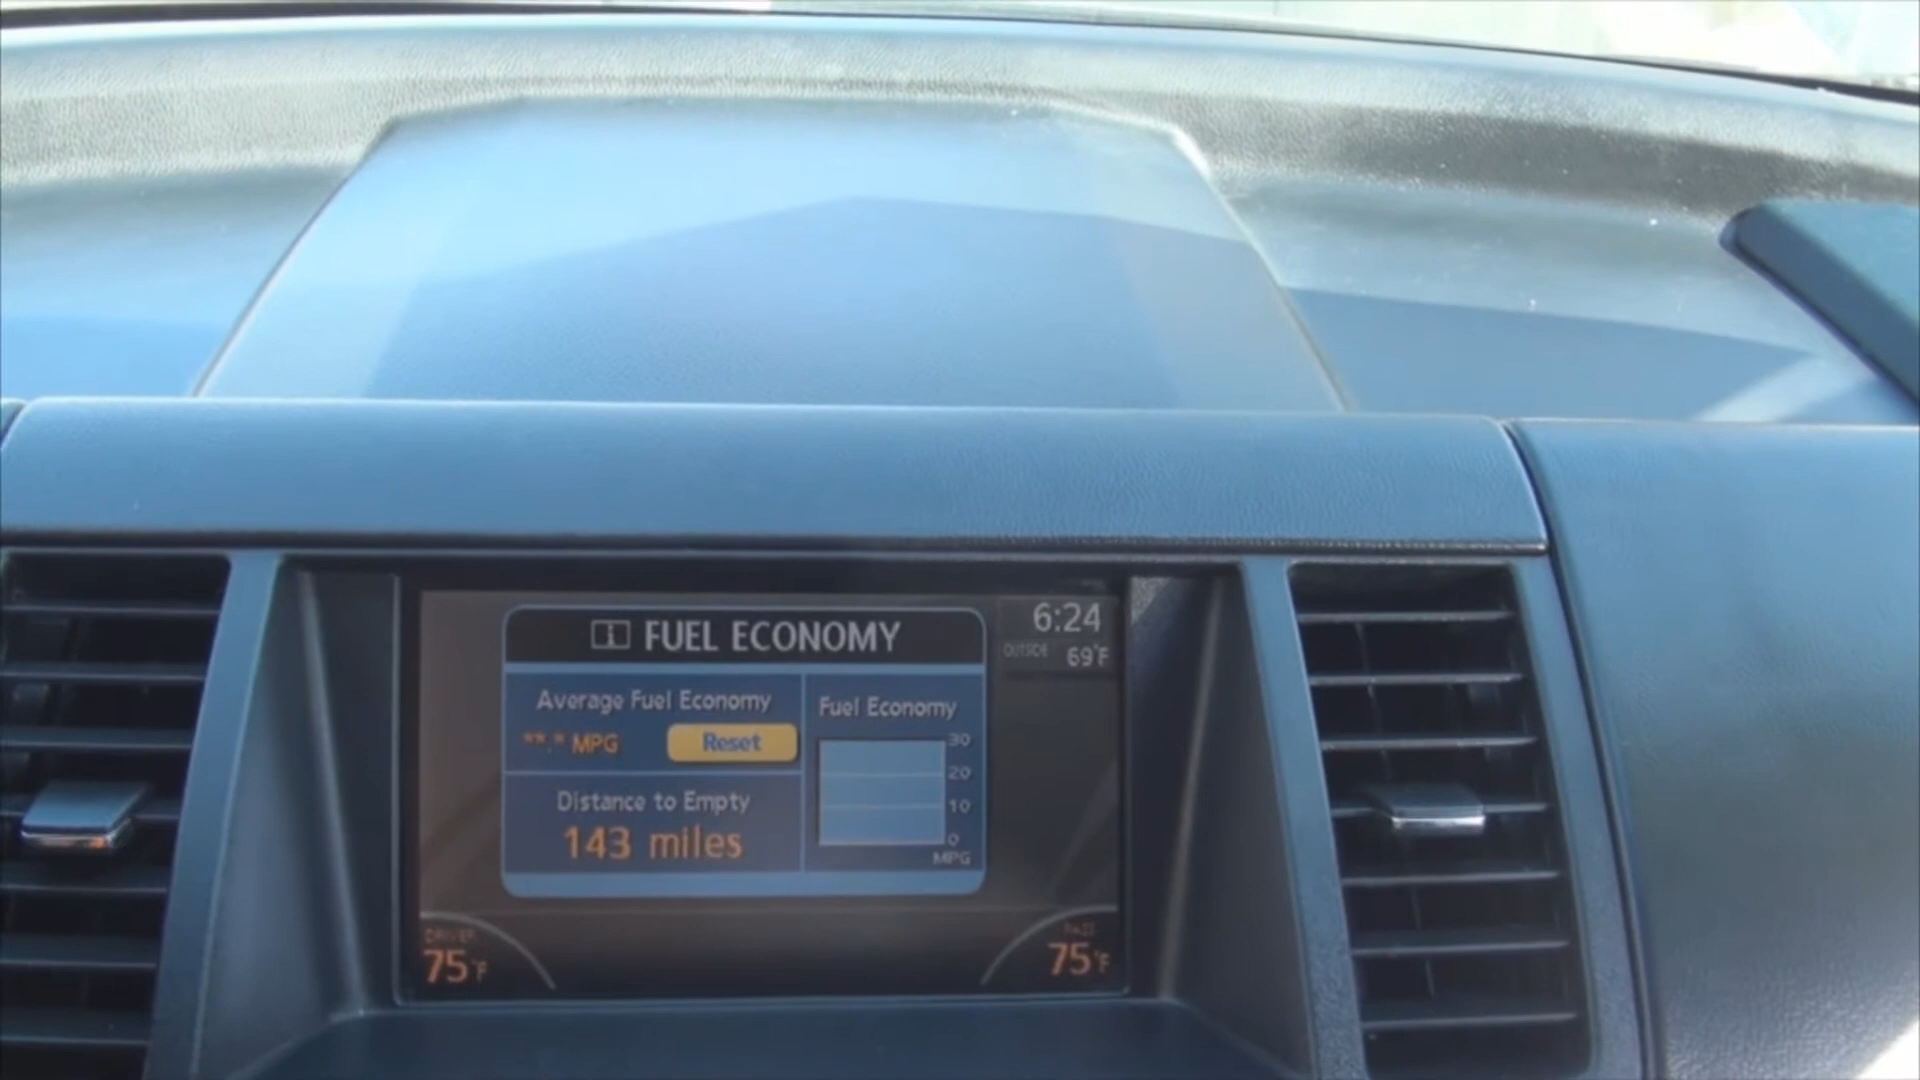 FUEL ECONOMY
6:24
OUTSIDE 69°F
Average Fuel Economy
**.* MPG Reset
Distance to Empty
143 miles
Fuel Economy
30
20
10
0
MPG
DRIVER
75°F
PASS
75°F